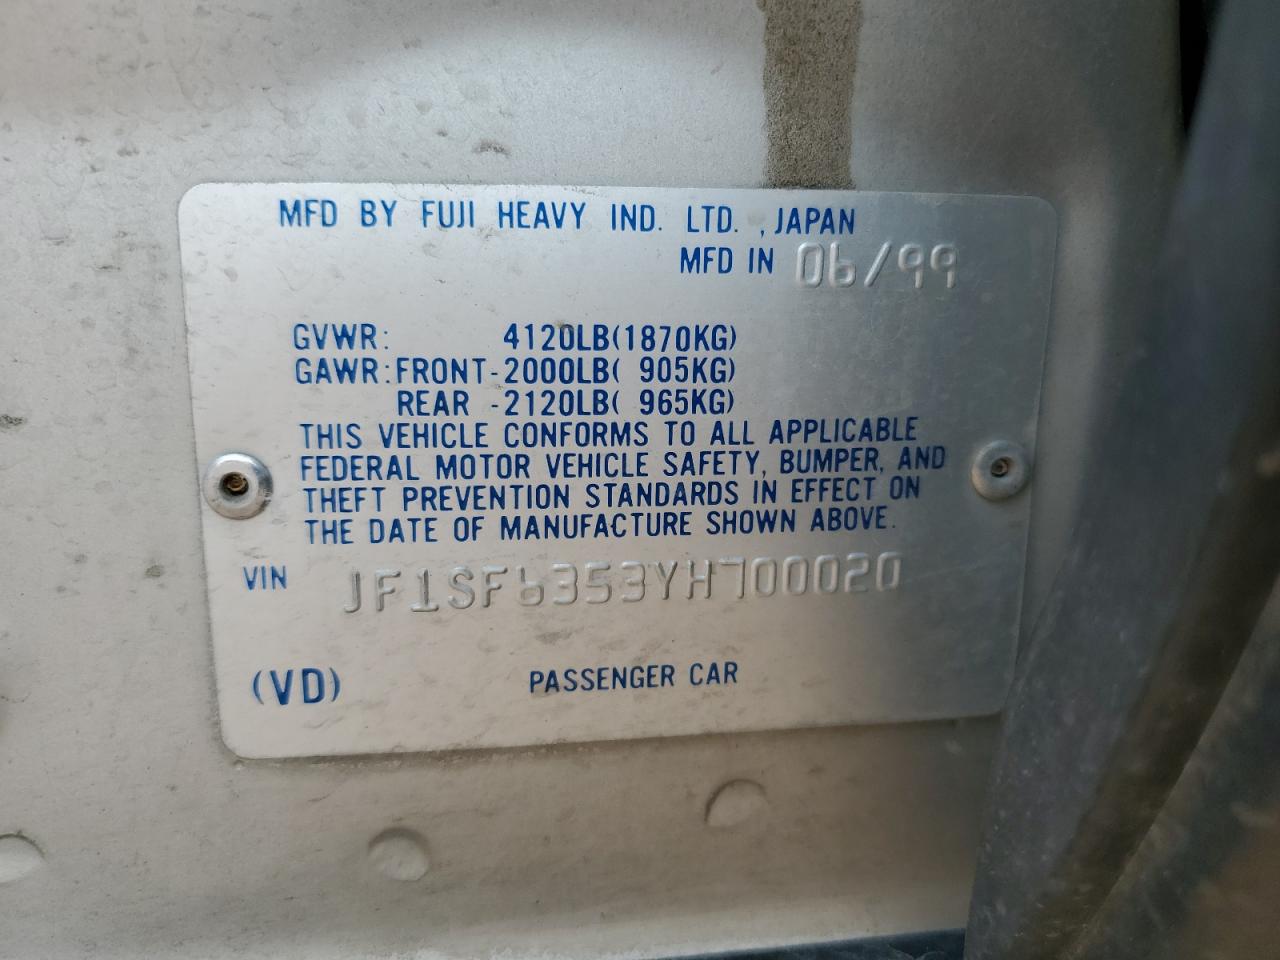 MFD BY FUJI HEAVY IND. LTD. , JAPAN
MFD IN 06/99
GVWR: 4120LB(1870KG)
GAWR:FRONT-2000LB( 905KG)
REAR -2120LB( 965KG)
THIS VEHICLE CONFORMS TO ALL APPLICABLE
FEDERAL MOTOR VEHICLE SAFETY, BUMPER, AND
THEFT PREVENTION STANDARDS IN EFFECT ON
THE DATE OF MANUFACTURE SHOWN ABOVE.
VIN JF1SF6353YH700020
(VD) PASSENGER CAR